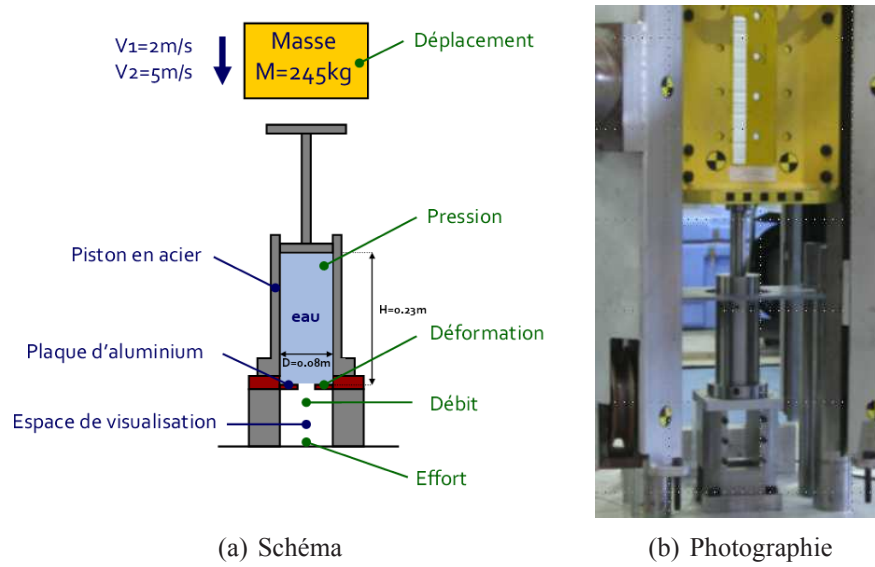 V1=2m/s
V2=5m/s
Masse
M=245kg
Déplacement
Pression
Piston en acier
eau
H=0.23m
Plaque d'aluminium
D=0.08m
Déformation
Débit
Espace de visualisation
Effort
(a) Schéma
(b) Photographie